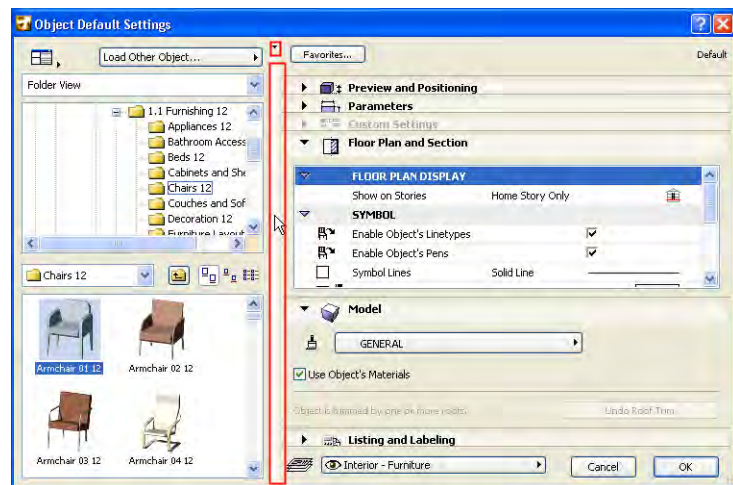 Object Default Settings
Load Other Object...
Folder View
1.1 Furnishing 12
Appliances 12
Bathroom Access
Beds 12
Cabinets and She
Chairs 12
Couches and Sof
Decoration 12
Furniture Layout
Chairs 12
Armchair 01 12
Armchair 02 12
Armchair 03 12
Armchair 04 12
Favorites...
Default
Preview and Positioning
Parameters
Custom Settings
Floor Plan and Section
FLOOR PLAN DISPLAY
Show on Stories Home Story Only
SYMBOL
Enable Object's Linetypes
Enable Object's Pens
Symbol Lines Solid Line
Model
GENERAL
Use Object's Materials
Object is trimmed by one or more roofs. Undo Roof Trim
Listing and Labeling
Interior - Furniture
Cancel
OK